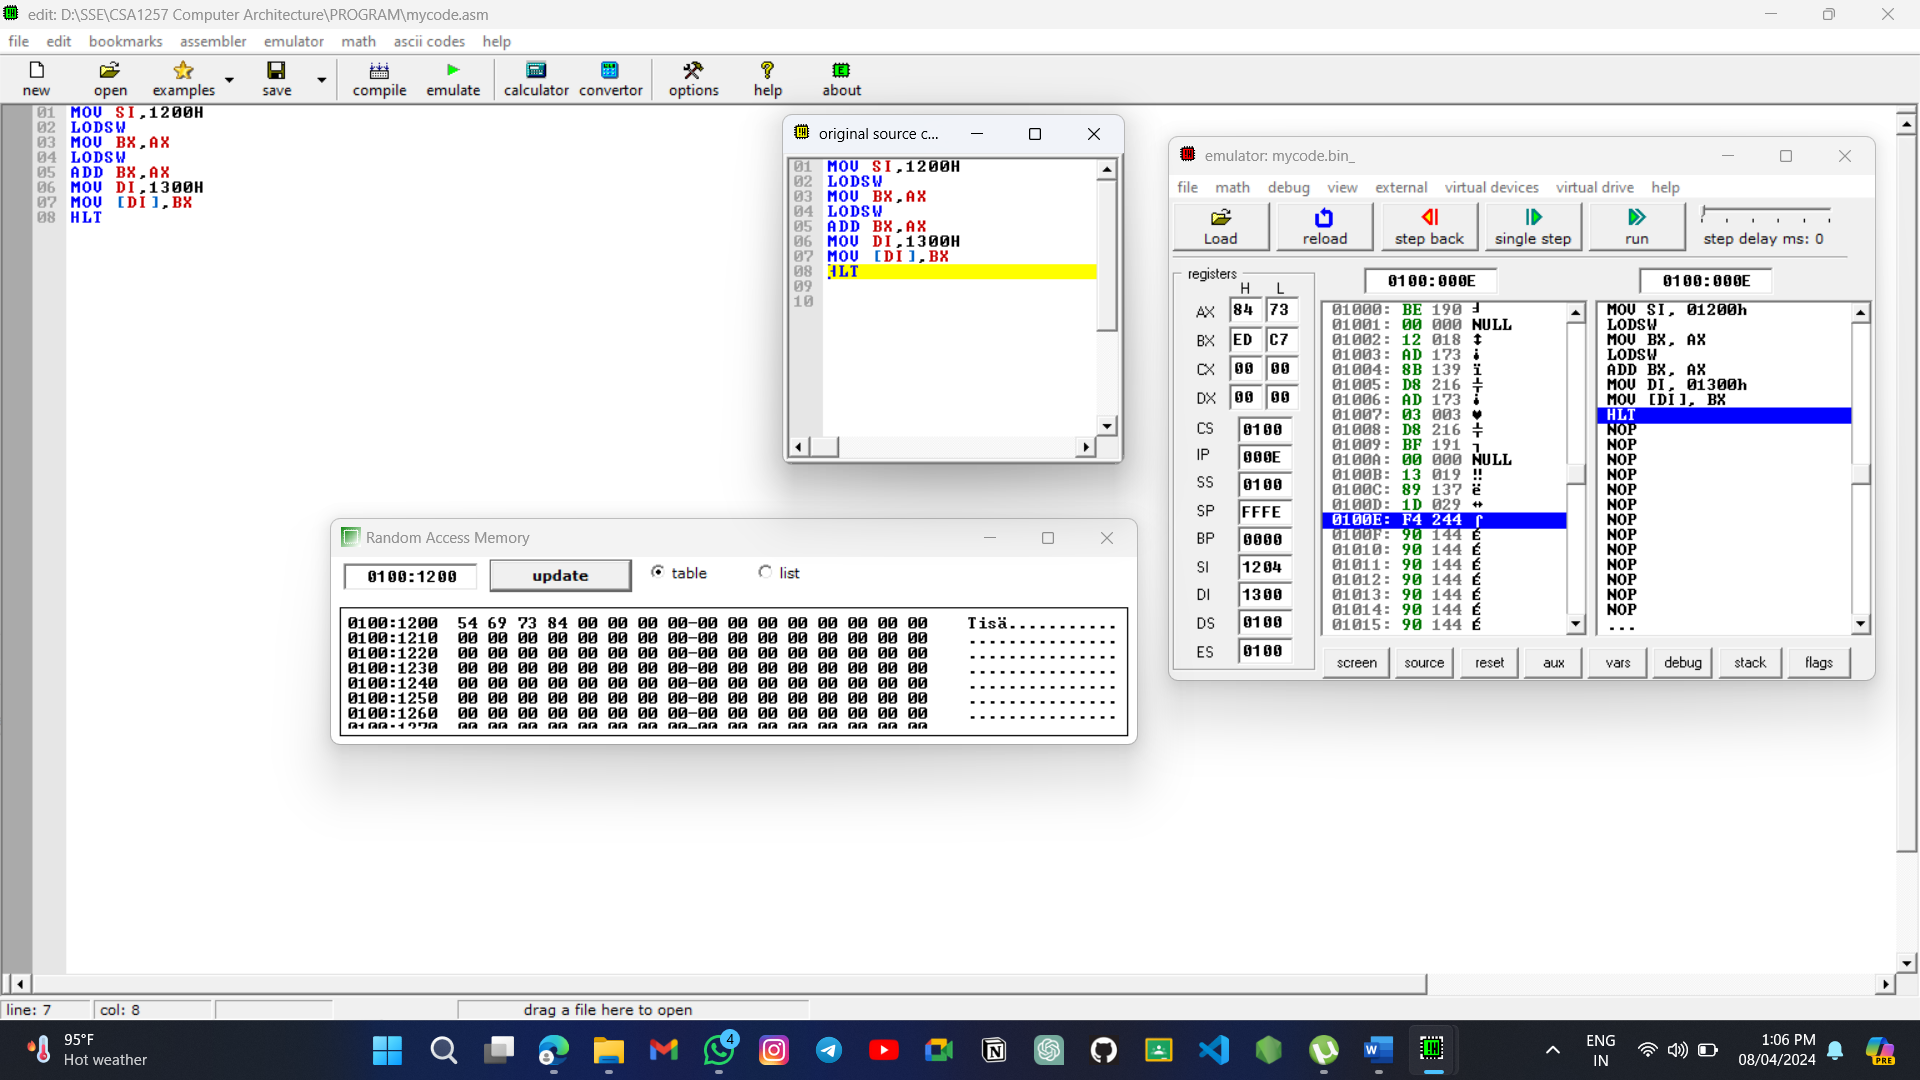 edit: D:\SSE\CSA1257 Computer Architecture\PROGRAM\mycode.asm
file edit bookmarks assembler emulator math ascii codes help
new open examples save compile emulate calculator convertor options help about
01 MOV SI,1200H
02 LODSW
03 MOV BX,AX
04 LODSW
05 ADD BX,AX
06 MOV DI,1300H
07 MOV [DI],BX
08 HLT
original source c...
01 MOV SI,1200H
02 LODSW
03 MOV BX,AX
04 LODSW
05 ADD BX,AX
06 MOV DI,1300H
07 MOV [DI],BX
08 HLT
09
10
emulator: mycode.bin_
file math debug view external virtual devices virtual drive help
Load reload step back single step run step delay ms: 0
registers
H L
AX 84 73
BX ED C7
CX 00 00
DX 00 00
CS 0100
IP 000E
SS 0100
SP FFFE
BP 0000
SI 1204
DI 1300
DS 0100
ES 0100
0100:000E
01000: BE 190 ╛
01001: 00 000 NULL
01002: 12 018 ↕
01003: AD 173 ¡
01004: 8B 139 ï
01005: D8 216 ╪
01006: AD 173 ¡
01007: 03 003 ♥
01008: D8 216 ╪
01009: BF 191 ┐
0100A: 00 000 NULL
0100B: 13 019 ‼
0100C: 89 137 ë
0100D: 1D 029 ↔
0100E: F4 244 ⌠
0100F: 90 144 É
01010: 90 144 É
01011: 90 144 É
01012: 90 144 É
01013: 90 144 É
01014: 90 144 É
01015: 90 144 É
0100:000E
MOV SI, 01200h
LODSW
MOV BX, AX
LODSW
ADD BX, AX
MOV DI, 01300h
MOV [DI], BX
HLT
NOP
NOP
NOP
NOP
NOP
NOP
NOP
NOP
NOP
NOP
NOP
NOP
NOP
...
screen source reset aux vars debug stack flags
Random Access Memory
0100:1200 update table list
0100:1200 54 69 73 84 00 00 00 00-00 00 00 00 00 00 00 00 Tisä............
0100:1210 00 00 00 00 00 00 00 00-00 00 00 00 00 00 00 00 ................
0100:1220 00 00 00 00 00 00 00 00-00 00 00 00 00 00 00 00 ................
0100:1230 00 00 00 00 00 00 00 00-00 00 00 00 00 00 00 00 ................
0100:1240 00 00 00 00 00 00 00 00-00 00 00 00 00 00 00 00 ................
0100:1250 00 00 00 00 00 00 00 00-00 00 00 00 00 00 00 00 ................
0100:1260 00 00 00 00 00 00 00 00-00 00 00 00 00 00 00 00 ................
0100:1270 00 00 00 00 00 00 00 00-00 00 00 00 00 00 00 00
line: 7 col: 8 drag a file here to open
95°F
Hot weather
4
ENG
IN
1:06 PM
08/04/2024
PRE